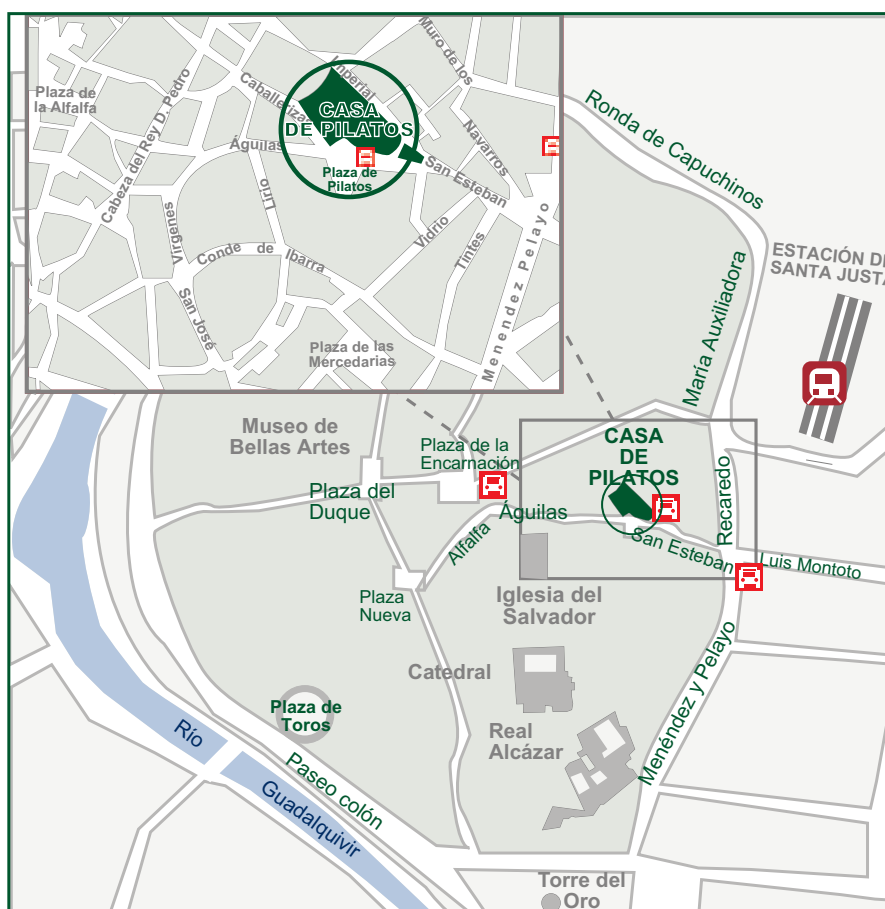 Plaza de
la Alfalfa
Cabeza del Rey D. Pedro
Imperial
Muro de los
Navarros
Caballerizas
CASA
DE PILATOS
Águilas
Plaza de
Pilatos
San Esteban
Lirio
Vírgenes
Conde de Ibarra
San José
Vidrio
Tintes
Menendez Pelayo
Plaza de las
Mercedarias
Ronda de Capuchinos
María Auxiliadora
ESTACIÓN DE
SANTA JUSTA
Museo de
Bellas Artes
Plaza de la
Encarnación
CASA
DE
PILATOS
Recaredo
Plaza del
Duque
Alfalfa
Águilas
San Esteban
Luis Montoto
Plaza
Nueva
Iglesia del
Salvador
Catedral
Menéndez y Pelayo
Plaza de
Toros
Real
Alcázar
Río
Guadalquivir
Paseo colón
Torre del
Oro